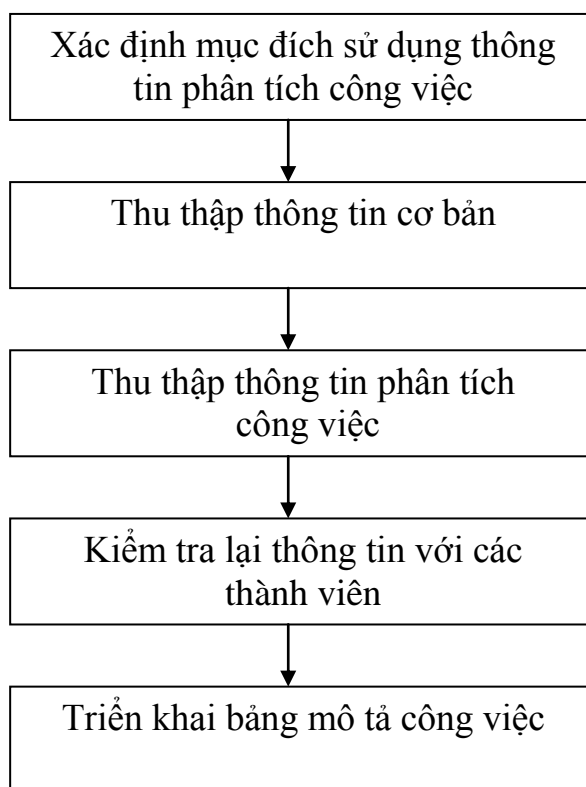 Xác định mục đích sử dụng thông
tin phân tích công việc
Thu thập thông tin cơ bản
Thu thập thông tin phân tích
công việc
Kiểm tra lại thông tin với các
thành viên
Triển khai bảng mô tả công việc